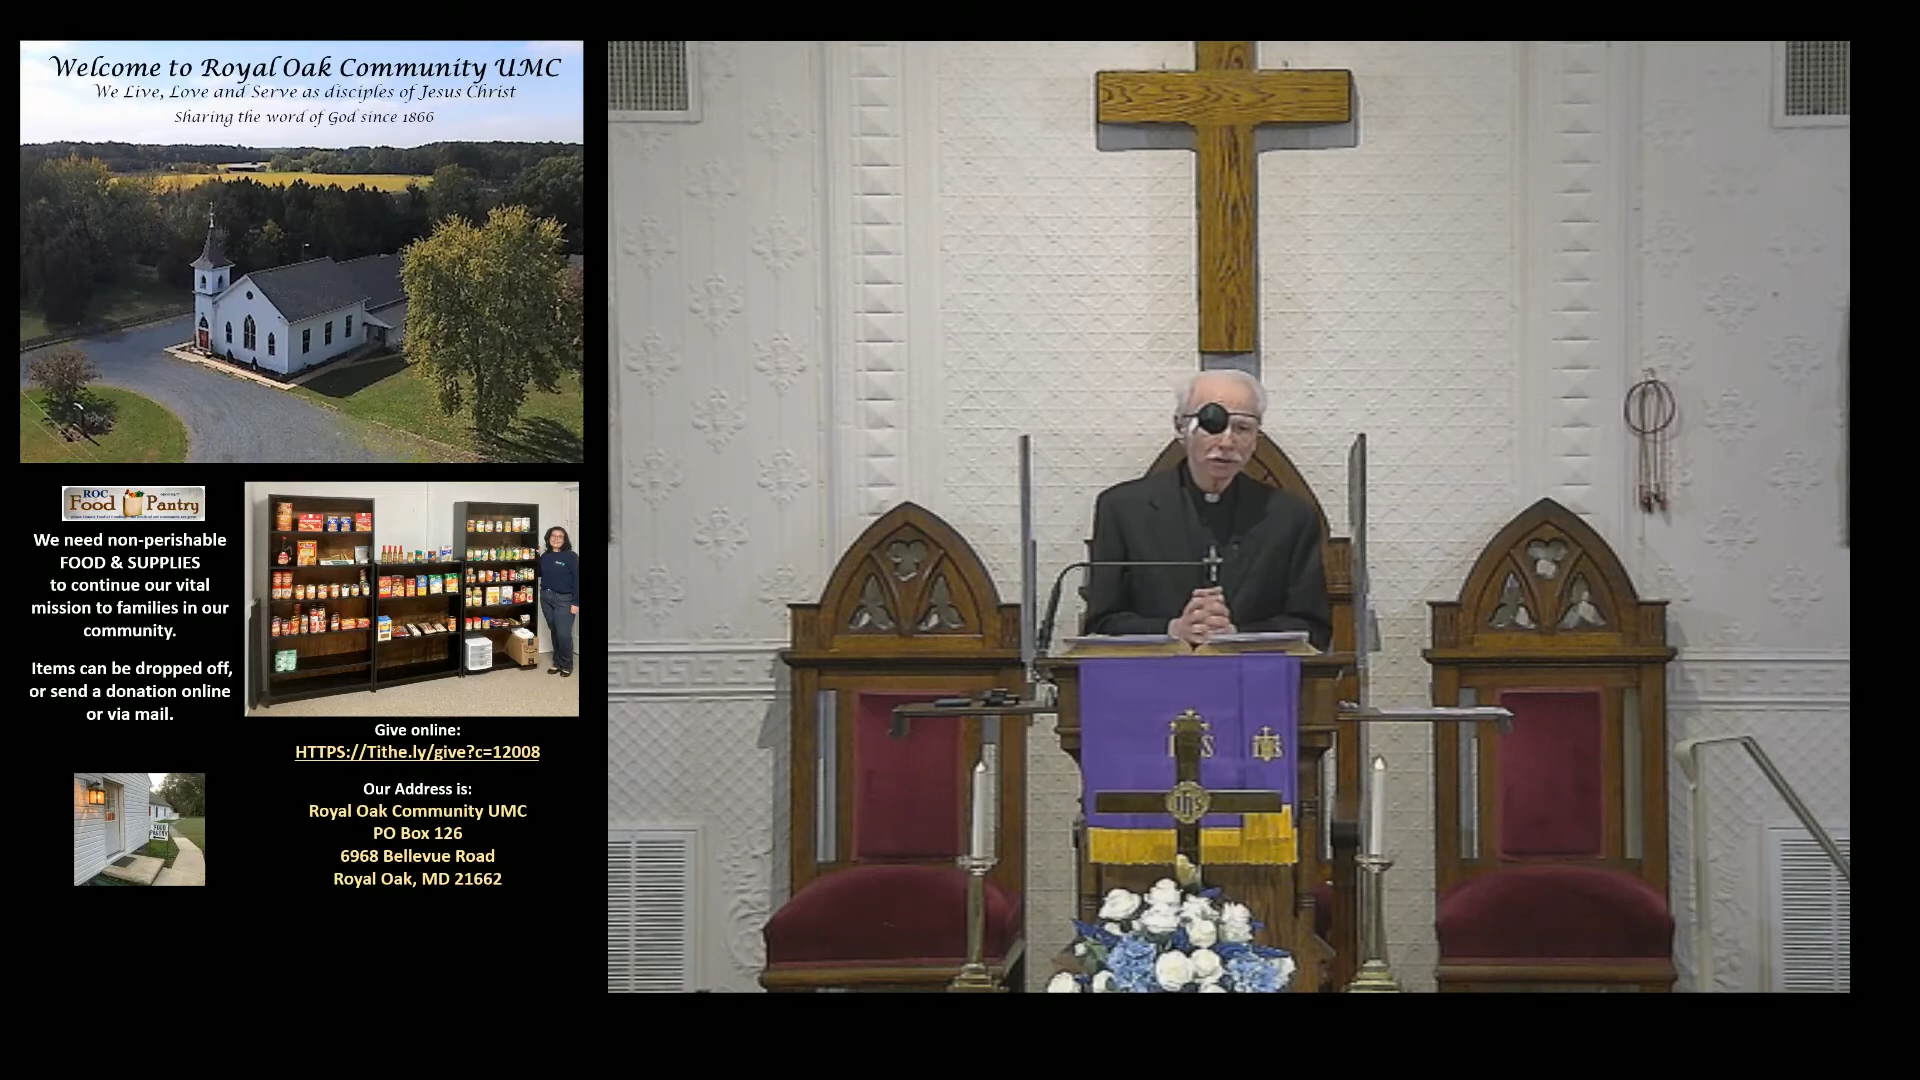 Welcome to Royal Oak Community UMC
We Live, Love and Serve as disciples of Jesus Christ
Sharing the word of God since 1866
ROC
Food Pantry
We need non-perishable
FOOD & SUPPLIES
to continue our vital
mission to families in our
community.
Items can be dropped off,
or send a donation online
or via mail.
Give online:
HTTPS://Tithe.ly/give?c=12008
Our Address is:
Royal Oak Community UMC
PO Box 126
6968 Bellevue Road
Royal Oak, MD 21662
FOOD
PANTRY
IHS
IHS
IHS